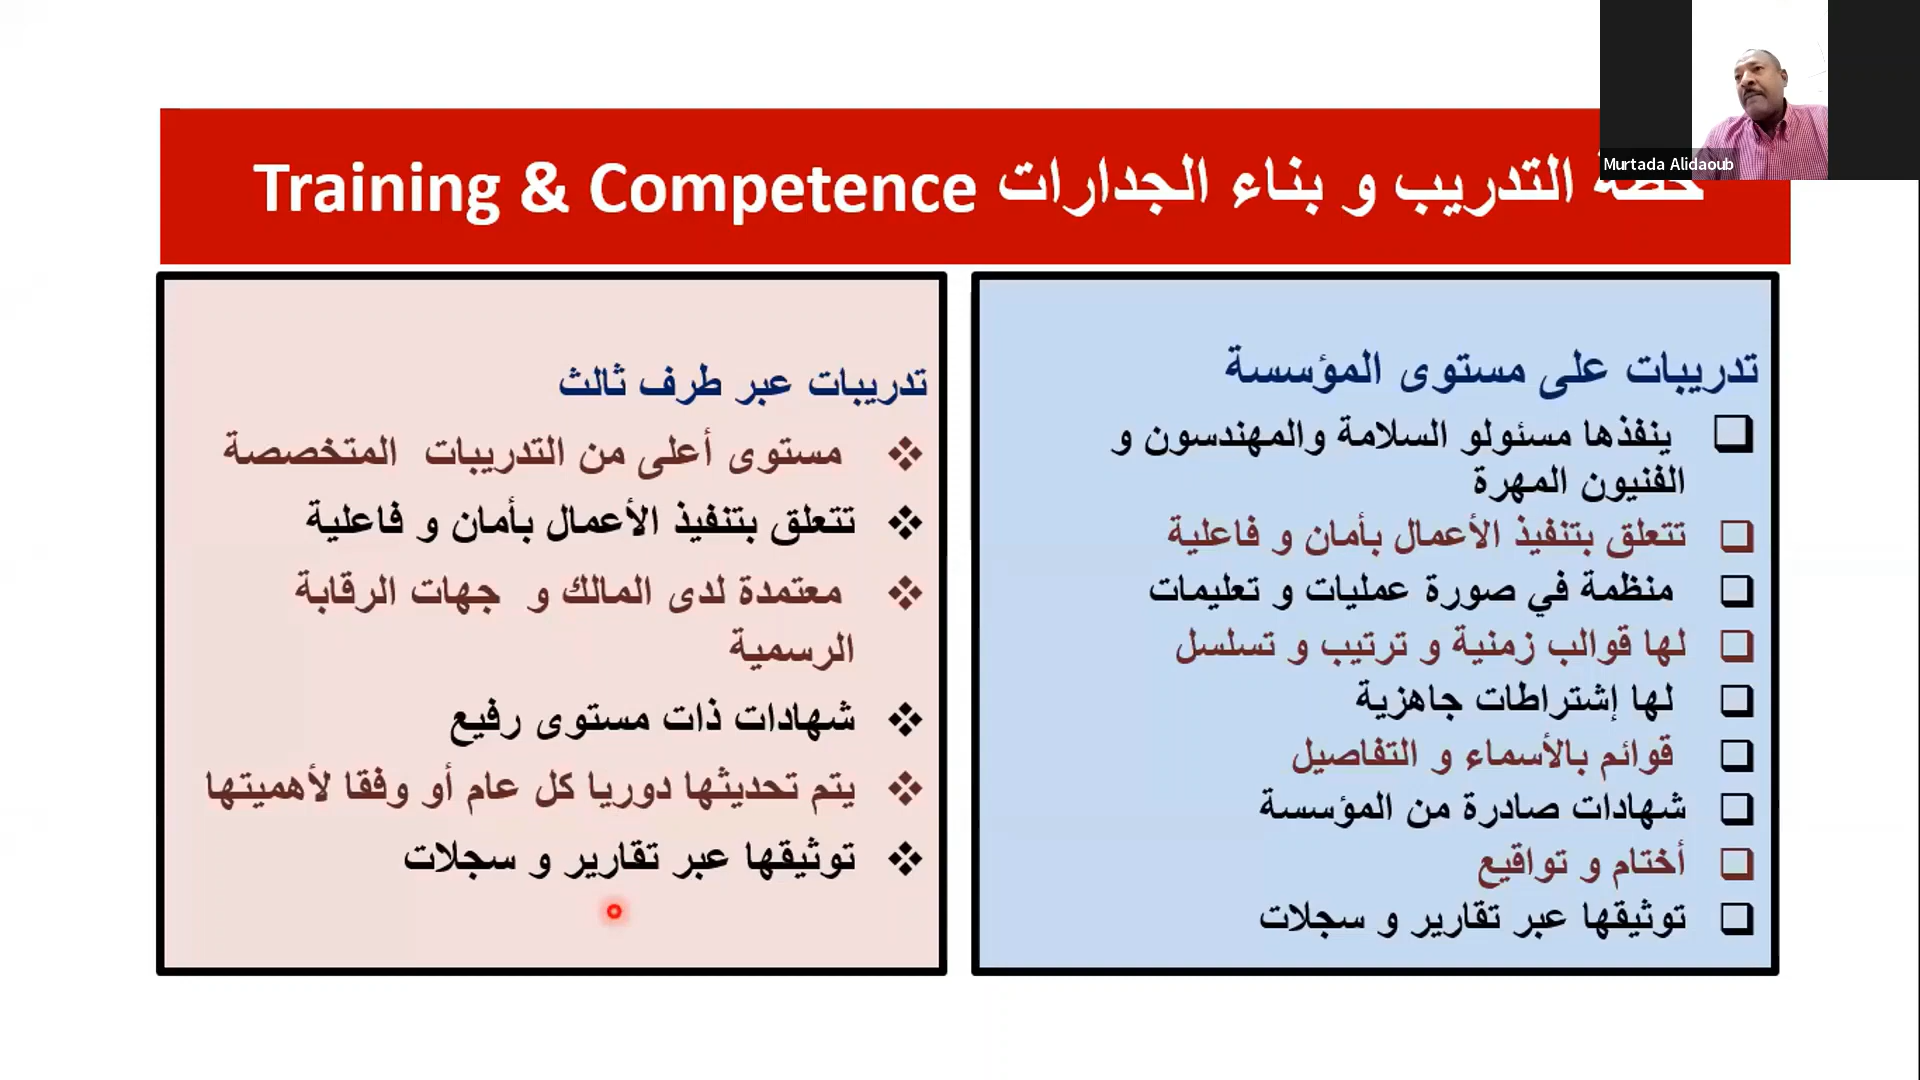 Murtada Alidaoub
التدريب و بناء الجدارات Training & Competence
تدريبات على مستوى المؤسسة
ينفذها مسئولو السلامة والمهندسون و
الفنيون المهرة
تتعلق بتنفيذ الأعمال بأمان و فاعلية
منظمة في صورة عمليات و تعليمات
لها قوالب زمنية و ترتيب و تسلسل
لها إشتراطات جاهزية
قوائم بالأسماء و التفاصيل
شهادات صادرة من المؤسسة
أختام و تواقيع
توثيقها عبر تقارير و سجلات
تدريبات عبر طرف ثالث
مستوى أعلى من التدريبات المتخصصة
تتعلق بتنفيذ الأعمال بأمان و فاعلية
معتمدة لدى المالك و جهات الرقابة
الرسمية
شهادات ذات مستوى رفيع
يتم تحديثها دوريا كل عام أو وفقا لأهميتها
توثيقها عبر تقارير و سجلات